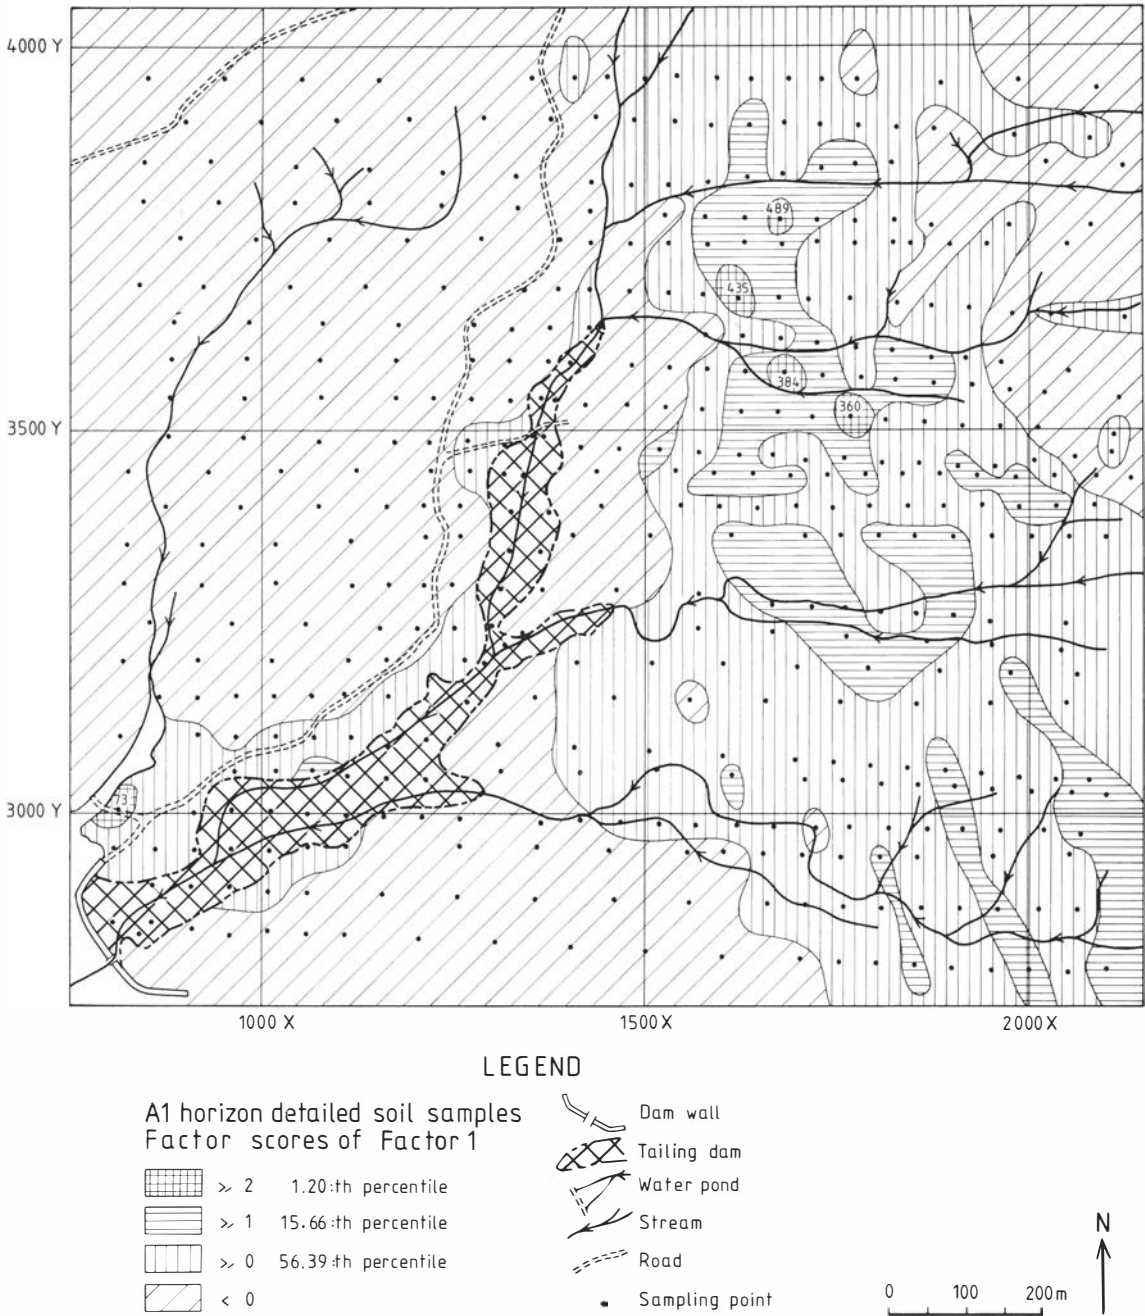 4000 Y
489
435
384
360
3500 Y
73
3000 Y
1000 X
1500 X
2000 X
LEGEND
A1 horizon detailed soil samples
Factor scores of Factor 1
⩾ 2 1.20:th percentile
⩾ 1 15.66:th percentile
⩾ 0 56.39:th percentile
< 0
Dam wall
Tailing dam
Water pond
Stream
Road
Sampling point
N
0 100 200m